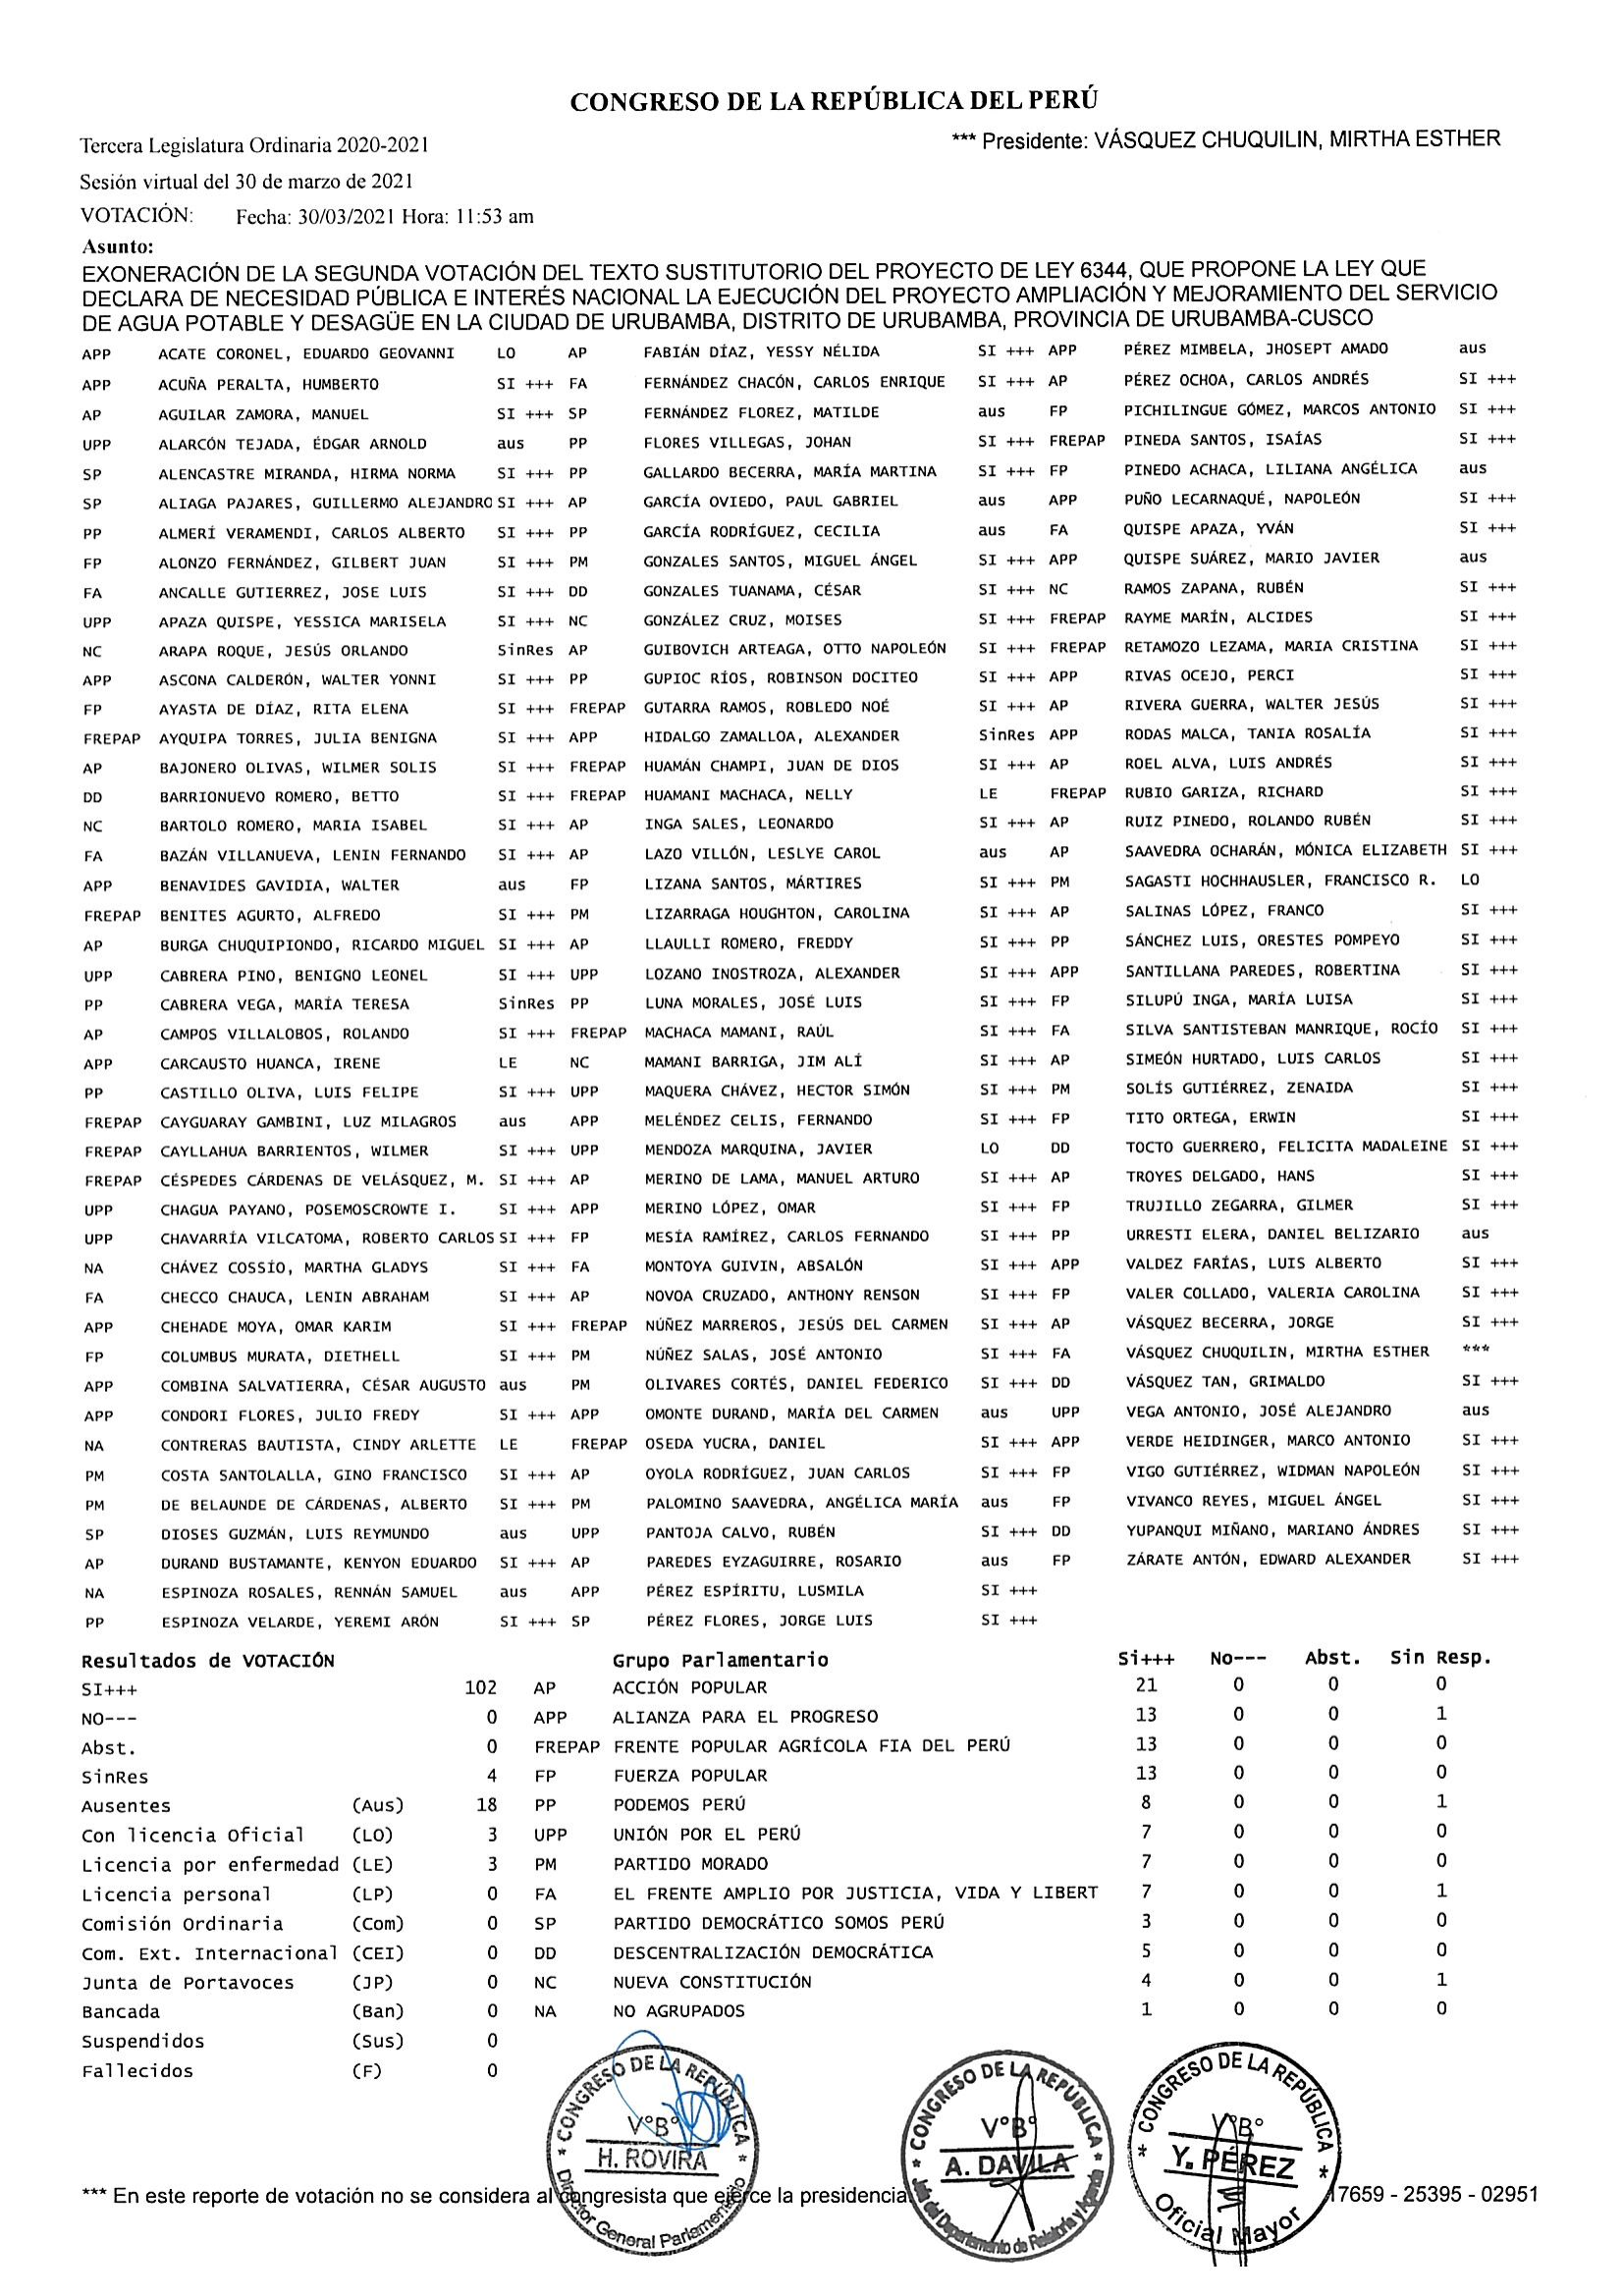 CONGRESO DE LA REPÚBLICA DEL PERÚ
Tercera Legislatura Ordinaria 2020-2021 *** Presidente: VÁSQUEZ CHUQUILIN, MIRTHA ESTHER
Sesión virtual del 30 de marzo de 2021
VOTACIÓN: Fecha: 30/03/2021 Hora: 11:53 am
Asunto:
EXONERACIÓN DE LA SEGUNDA VOTACIÓN DEL TEXTO SUSTITUTORIO DEL PROYECTO DE LEY 6344, QUE PROPONE LA LEY QUE
DECLARA DE NECESIDAD PÚBLICA E INTERÉS NACIONAL LA EJECUCIÓN DEL PROYECTO AMPLIACIÓN Y MEJORAMIENTO DEL SERVICIO
DE AGUA POTABLE Y DESAGÜE EN LA CIUDAD DE URUBAMBA, DISTRITO DE URUBAMBA, PROVINCIA DE URUBAMBA-CUSCO
APP ACATE CORONEL, EDUARDO GEOVANNI LO AP FABIÁN DÍAZ, YESSY NÉLIDA SI +++ APP PÉREZ MIMBELA, JHOSEPT AMADO aus
APP ACUÑA PERALTA, HUMBERTO SI +++ FA FERNÁNDEZ CHACÓN, CARLOS ENRIQUE SI +++ AP PÉREZ OCHOA, CARLOS ANDRÉS SI +++
AP AGUILAR ZAMORA, MANUEL SI +++ SP FERNÁNDEZ FLOREZ, MATILDE aus FP PICHILINGUE GÓMEZ, MARCOS ANTONIO SI +++
UPP ALARCÓN TEJADA, ÉDGAR ARNOLD aus PP FLORES VILLEGAS, JOHAN SI +++ FREPAP PINEDA SANTOS, ISAÍAS SI +++
SP ALENCASTRE MIRANDA, HIRMA NORMA SI +++ PP GALLARDO BECERRA, MARÍA MARTINA SI +++ FP PINEDO ACHACA, LILIANA ANGÉLICA aus
SP ALIAGA PAJARES, GUILLERMO ALEJANDRO SI +++ AP GARCÍA OVIEDO, PAUL GABRIEL aus APP PUÑO LECARNAQUÉ, NAPOLEÓN SI +++
PP ALMERÍ VERAMENDI, CARLOS ALBERTO SI +++ PP GARCÍA RODRÍGUEZ, CECILIA aus FA QUISPE APAZA, YVÁN SI +++
FP ALONZO FERNÁNDEZ, GILBERT JUAN SI +++ PM GONZALES SANTOS, MIGUEL ÁNGEL SI +++ APP QUISPE SUÁREZ, MARIO JAVIER aus
FA ANCALLE GUTIERREZ, JOSE LUIS SI +++ DD GONZALES TUANAMA, CÉSAR SI +++ NC RAMOS ZAPANA, RUBÉN SI +++
UPP APAZA QUISPE, YESSICA MARISELA SI +++ NC GONZÁLEZ CRUZ, MOISES SI +++ FREPAP RAYME MARÍN, ALCIDES SI +++
NC ARAPA ROQUE, JESÚS ORLANDO SinRes AP GUIBOVICH ARTEAGA, OTTO NAPOLEÓN SI +++ FREPAP RETAMOZO LEZAMA, MARIA CRISTINA SI +++
APP ASCONA CALDERÓN, WALTER YONNI SI +++ PP GUPIOC RÍOS, ROBINSON DOCITEO SI +++ APP RIVAS OCEJO, PERCI SI +++
FP AYASTA DE DÍAZ, RITA ELENA SI +++ FREPAP GUTARRA RAMOS, ROBLEDO NOÉ SI +++ AP RIVERA GUERRA, WALTER JESÚS SI +++
FREPAP AYQUIPA TORRES, JULIA BENIGNA SI +++ APP HIDALGO ZAMALLOA, ALEXANDER SinRes APP RODAS MALCA, TANIA ROSALÍA SI +++
AP BAJONERO OLIVAS, WILMER SOLIS SI +++ FREPAP HUAMÁN CHAMPI, JUAN DE DIOS SI +++ AP ROEL ALVA, LUIS ANDRÉS SI +++
DD BARRIONUEVO ROMERO, BETTO SI +++ FREPAP HUAMANI MACHACA, NELLY LE FREPAP RUBIO GARIZA, RICHARD SI +++
NC BARTOLO ROMERO, MARIA ISABEL SI +++ AP INGA SALES, LEONARDO SI +++ AP RUIZ PINEDO, ROLANDO RUBÉN SI +++
FA BAZÁN VILLANUEVA, LENIN FERNANDO SI +++ AP LAZO VILLÓN, LESLYE CAROL aus AP SAAVEDRA OCHARÁN, MÓNICA ELIZABETH SI +++
APP BENAVIDES GAVIDIA, WALTER aus FP LIZANA SANTOS, MÁRTIRES SI +++ PM SAGASTI HOCHHAUSLER, FRANCISCO R. LO
FREPAP BENITES AGURTO, ALFREDO SI +++ PM LIZARRAGA HOUGHTON, CAROLINA SI +++ AP SALINAS LÓPEZ, FRANCO SI +++
AP BURGA CHUQUIPIONDO, RICARDO MIGUEL SI +++ AP LLAULLI ROMERO, FREDDY SI +++ PP SÁNCHEZ LUIS, ORESTES POMPEYO SI +++
UPP CABRERA PINO, BENIGNO LEONEL SI +++ UPP LOZANO INOSTROZA, ALEXANDER SI +++ APP SANTILLANA PAREDES, ROBERTINA SI +++
PP CABRERA VEGA, MARÍA TERESA SinRes PP LUNA MORALES, JOSÉ LUIS SI +++ FP SILUPÚ INGA, MARÍA LUISA SI +++
AP CAMPOS VILLALOBOS, ROLANDO SI +++ FREPAP MACHACA MAMANI, RAÚL SI +++ FA SILVA SANTISTEBAN MANRIQUE, ROCÍO SI +++
APP CARCAUSTO HUANCA, IRENE LE NC MAMANI BARRIGA, JIM ALÍ SI +++ AP SIMEÓN HURTADO, LUIS CARLOS SI +++
PP CASTILLO OLIVA, LUIS FELIPE SI +++ UPP MAQUERA CHÁVEZ, HECTOR SIMÓN SI +++ PM SOLÍS GUTIÉRREZ, ZENAIDA SI +++
FREPAP CAYGUARAY GAMBINI, LUZ MILAGROS aus APP MELÉNDEZ CELIS, FERNANDO SI +++ FP TITO ORTEGA, ERWIN SI +++
FREPAP CAYLLAHUA BARRIENTOS, WILMER SI +++ UPP MENDOZA MARQUINA, JAVIER LO DD TOCTO GUERRERO, FELICITA MADALEINE SI +++
FREPAP CÉSPEDES CÁRDENAS DE VELÁSQUEZ, M. SI +++ AP MERINO DE LAMA, MANUEL ARTURO SI +++ AP TROYES DELGADO, HANS SI +++
UPP CHAGUA PAYANO, POSEMOSCROWTE I. SI +++ APP MERINO LÓPEZ, OMAR SI +++ FP TRUJILLO ZEGARRA, GILMER SI +++
UPP CHAVARRÍA VILCATOMA, ROBERTO CARLOS SI +++ FP MESÍA RAMÍREZ, CARLOS FERNANDO SI +++ PP URRESTI ELERA, DANIEL BELIZARIO aus
NA CHÁVEZ COSSÍO, MARTHA GLADYS SI +++ FA MONTOYA GUIVIN, ABSALÓN SI +++ APP VALDEZ FARÍAS, LUIS ALBERTO SI +++
FA CHECCO CHAUCA, LENIN ABRAHAM SI +++ AP NOVOA CRUZADO, ANTHONY RENSON SI +++ FP VALER COLLADO, VALERIA CAROLINA SI +++
APP CHEHADE MOYA, OMAR KARIM SI +++ FREPAP NÚÑEZ MARREROS, JESÚS DEL CARMEN SI +++ AP VÁSQUEZ BECERRA, JORGE SI +++
FP COLUMBUS MURATA, DIETHELL SI +++ PM NÚÑEZ SALAS, JOSÉ ANTONIO SI +++ FA VÁSQUEZ CHUQUILIN, MIRTHA ESTHER ***
APP COMBINA SALVATIERRA, CÉSAR AUGUSTO aus PM OLIVARES CORTÉS, DANIEL FEDERICO SI +++ DD VÁSQUEZ TAN, GRIMALDO SI +++
APP CONDORI FLORES, JULIO FREDY SI +++ APP OMONTE DURAND, MARÍA DEL CARMEN aus UPP VEGA ANTONIO, JOSÉ ALEJANDRO aus
NA CONTRERAS BAUTISTA, CINDY ARLETTE LE FREPAP OSEDA YUCRA, DANIEL SI +++ APP VERDE HEIDINGER, MARCO ANTONIO SI +++
PM COSTA SANTOLALLA, GINO FRANCISCO SI +++ AP OYOLA RODRÍGUEZ, JUAN CARLOS SI +++ FP VIGO GUTIÉRREZ, WIDMAN NAPOLEÓN SI +++
PM DE BELAUNDE DE CÁRDENAS, ALBERTO SI +++ PM PALOMINO SAAVEDRA, ANGÉLICA MARÍA aus FP VIVANCO REYES, MIGUEL ÁNGEL SI +++
SP DIOSES GUZMÁN, LUIS REYMUNDO aus UPP PANTOJA CALVO, RUBÉN SI +++ DD YUPANQUI MIÑANO, MARIANO ÁNDRES SI +++
AP DURAND BUSTAMANTE, KENYON EDUARDO SI +++ AP PAREDES EYZAGUIRRE, ROSARIO aus FP ZÁRATE ANTÓN, EDWARD ALEXANDER SI +++
NA ESPINOZA ROSALES, RENNÁN SAMUEL aus APP PÉREZ ESPÍRITU, LUSMILA SI +++
PP ESPINOZA VELARDE, YEREMI ARÓN SI +++ SP PÉREZ FLORES, JORGE LUIS SI +++
Resultados de VOTACIÓN Grupo Parlamentario Si+++ No--- Abst. Sin Resp.
SI+++ 102 AP ACCIÓN POPULAR 21 0 0 0
NO--- 0 APP ALIANZA PARA EL PROGRESO 13 0 0 1
Abst. 0 FREPAP FRENTE POPULAR AGRÍCOLA FIA DEL PERÚ 13 0 0 0
SinRes 4 FP FUERZA POPULAR 13 0 0 0
Ausentes (Aus) 18 PP PODEMOS PERÚ 8 0 0 1
Con licencia Oficial (LO) 3 UPP UNIÓN POR EL PERÚ 7 0 0 0
Licencia por enfermedad (LE) 3 PM PARTIDO MORADO 7 0 0 0
Licencia personal (LP) 0 FA EL FRENTE AMPLIO POR JUSTICIA, VIDA Y LIBERT 7 0 0 1
Comisión Ordinaria (Com) 0 SP PARTIDO DEMOCRÁTICO SOMOS PERÚ 3 0 0 0
Com. Ext. Internacional (CEI) 0 DD DESCENTRALIZACIÓN DEMOCRÁTICA 5 0 0 0
Junta de Portavoces (JP) 0 NC NUEVA CONSTITUCIÓN 4 0 0 1
Bancada (Ban) 0 NA NO AGRUPADOS 1 0 0 0
Suspendidos (Sus) 0
Fallecidos (F) 0
* CONGRESO DE LA REPÚBLICA *
V°B°
H. ROVIRA
Director General Parlamentario
* CONGRESO DE LA REPUBLICA *
V°B°
A. DAVILA
Jefa del Departamento de Relatoría y Agenda
* CONGRESO DE LA REPÚBLICA *
V°B°
Y. PÉREZ
Oficial Mayor
*** En este reporte de votación no se considera al congresista que ejerce la presidencia. 17659 - 25395 - 02951